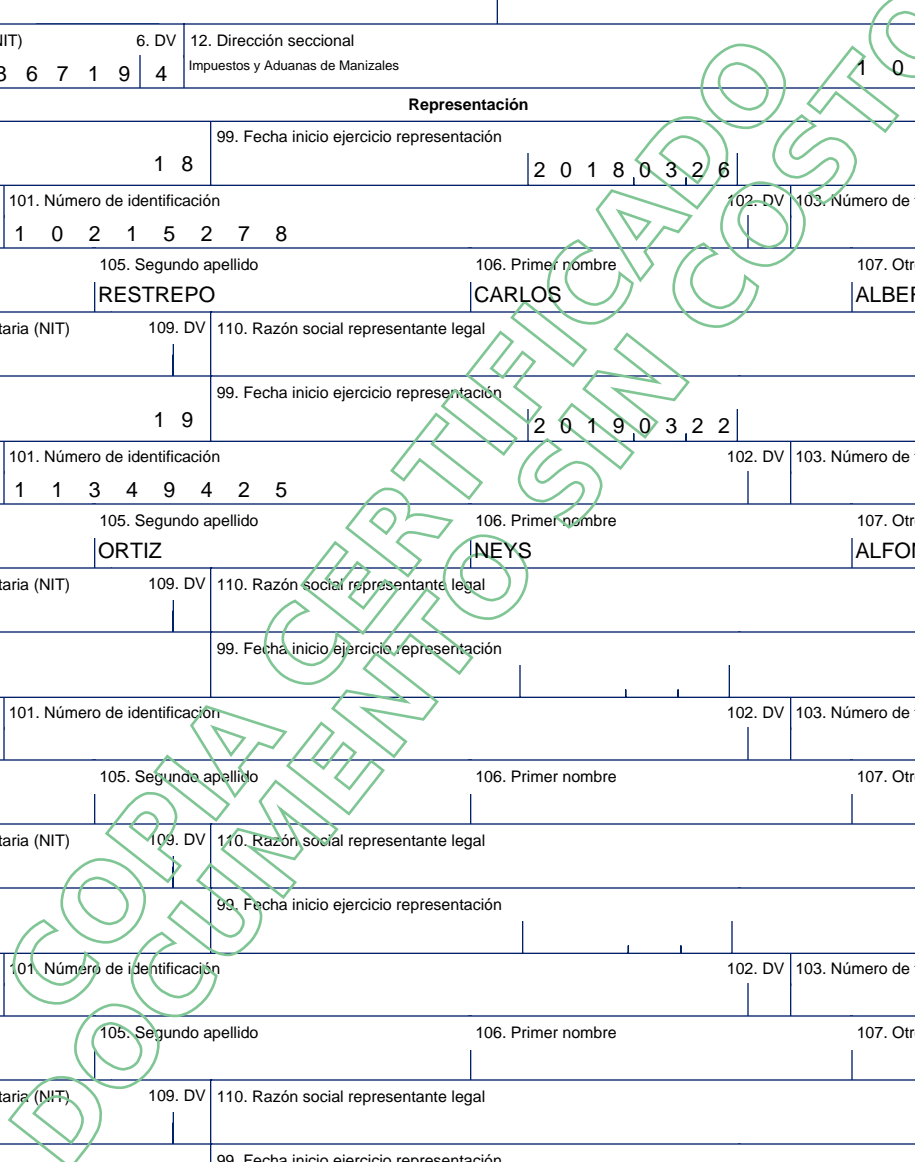 NIT) 6. DV 12. Dirección seccional
6 7 1 9 4 Impuestos y Aduanas de Manizales 1 0
Representación
99. Fecha inicio ejercicio representación
1 8 2 0 1 8 0 3 2 6
101. Número de identificación 102. DV 103. Número de
1 0 2 1 5 2 7 8
105. Segundo apellido 106. Primer nombre 107. Otr
RESTREPO CARLOS ALBER
taria (NIT) 109. DV 110. Razón social representante legal
99. Fecha inicio ejercicio representación
1 9 2 0 1 9 0 3 2 2
101. Número de identificación 102. DV 103. Número de
1 1 3 4 9 4 2 5
105. Segundo apellido 106. Primer nombre 107. Otr
ORTIZ NEYS ALFON
taria (NIT) 109. DV 110. Razón social representante legal
99. Fecha inicio ejercicio representación
101. Número de identificación 102. DV 103. Número de
105. Segundo apellido 106. Primer nombre 107. Otr
taria (NIT) 109. DV 110. Razón social representante legal
99. Fecha inicio ejercicio representación
101. Número de identificación 102. DV 103. Número de
105. Segundo apellido 106. Primer nombre 107. Otr
taria (NIT) 109. DV 110. Razón social representante legal
99. Fecha inicio ejercicio representación
COPIA CERTIFICADO
DOCUMENTO SIN COSTO